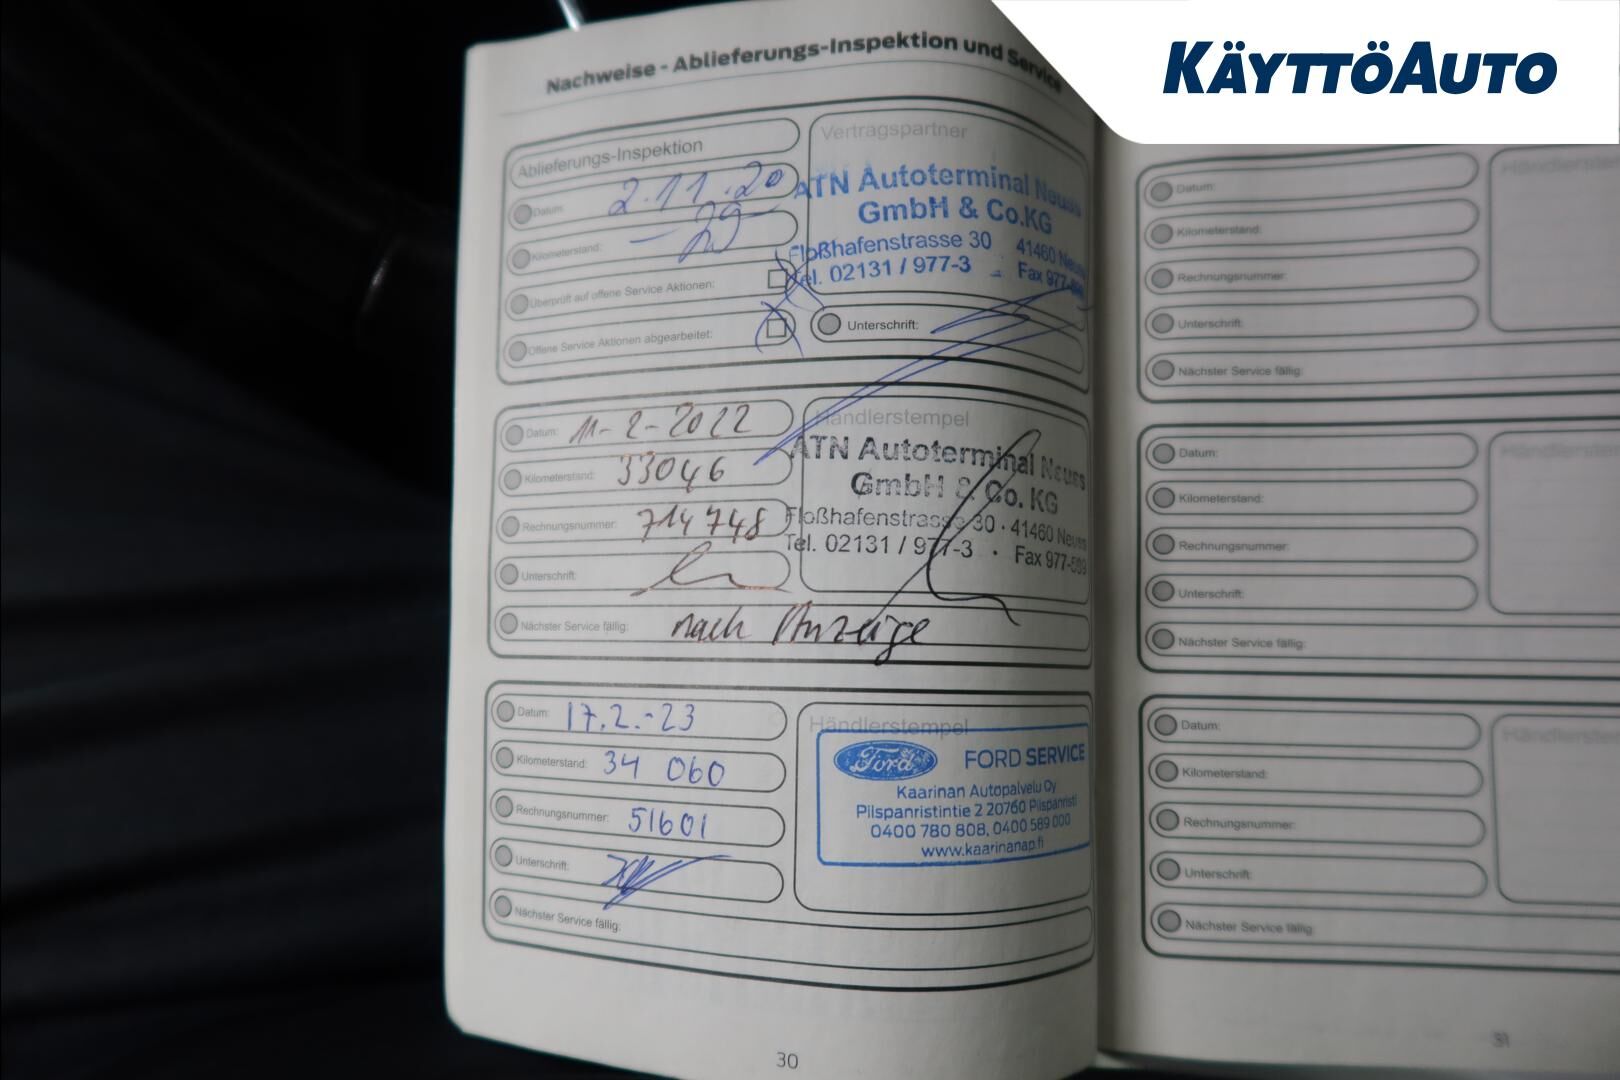 KÄYTTÖAUTO
Nachweise - Ablieferungs-Inspektion und Service
Ablieferungs-Inspektion
Datum: 2.11.20
Kilometerstand: - 29
Überprüft auf offene Service Aktionen:
Offene Service Aktionen abgearbeitet:
Vertragspartner
ATN Autoterminal Neuss
GmbH & Co.KG
Floßhafenstrasse 30 41460 Neuss
Tel. 02131 / 977-3 - Fax
Unterschrift:
Datum: 11-2-2022
Kilometerstand: 33046
Rechnungsnummer: 714748
Unterschrift:
Nächster Service fällig: nach Anzeige
Händlerstempel
ATN Autoterminal Neuss
GmbH & Co. KG
Floßhafenstrasse 30 · 41460 Neuss
Tel. 02131 / 977-3 · Fax
Datum: 17.2.-23
Kilometerstand: 34 060
Rechnungsnummer: 51601
Unterschrift:
Nächster Service fällig:
Händlerstempel
Ford FORD SERVICE
Kaarinan Autopalvelu Oy
Piispanristintie 2 20760 Piispanristi
0400 780 808, 0400 589 000
www.kaarinanap.fi
30
Datum:
Kilometerstand:
Rechnungsnummer:
Unterschrift:
Nächster Service fällig:
Datum:
Kilometerstand:
Rechnungsnummer:
Unterschrift:
Nächster Service fällig:
Datum:
Kilometerstand:
Rechnungsnummer:
Unterschrift:
Nächster Service fällig:
31